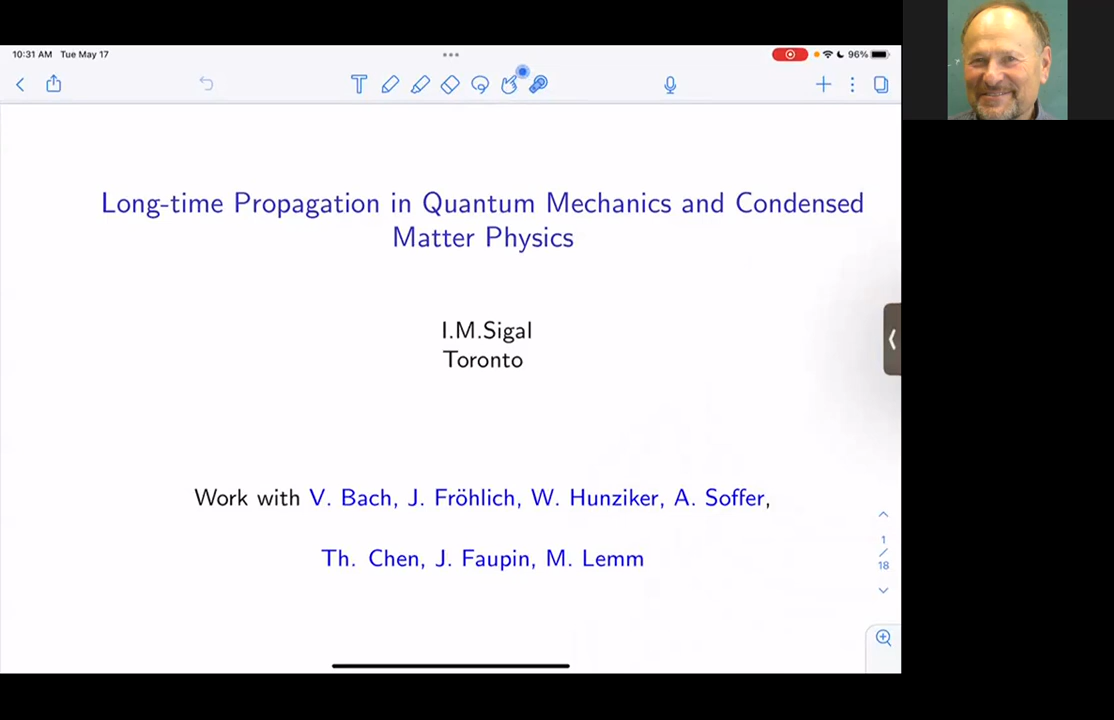 10:31 AM Tue May 17
96%
T
Long-time Propagation in Quantum Mechanics and Condensed
Matter Physics
I.M.Sigal
Toronto
Work with V. Bach, J. Fröhlich, W. Hunziker, A. Soffer,
Th. Chen, J. Faupin, M. Lemm
1
/
18